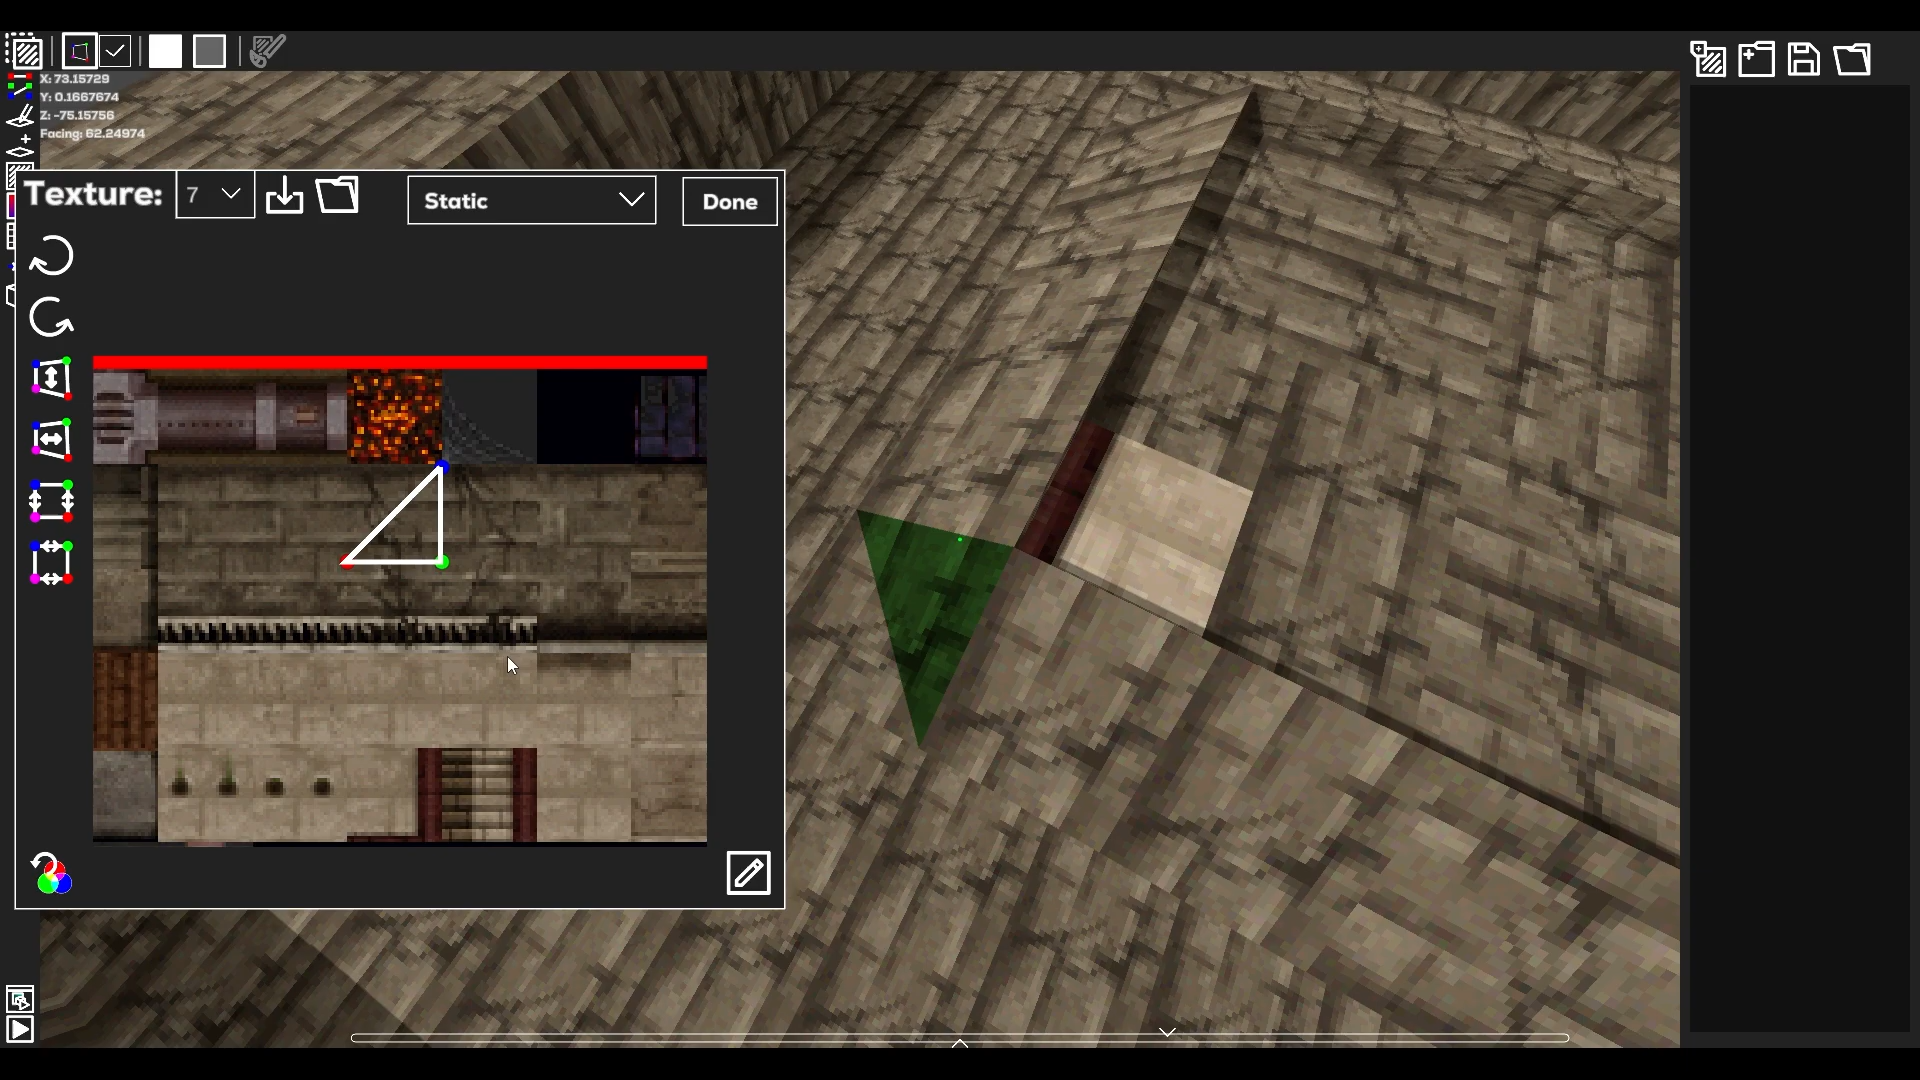 X: 73.15729
Y: 0.1667674
Z: -75.15756
Facing: 62.24974
Texture: 7 Static Done